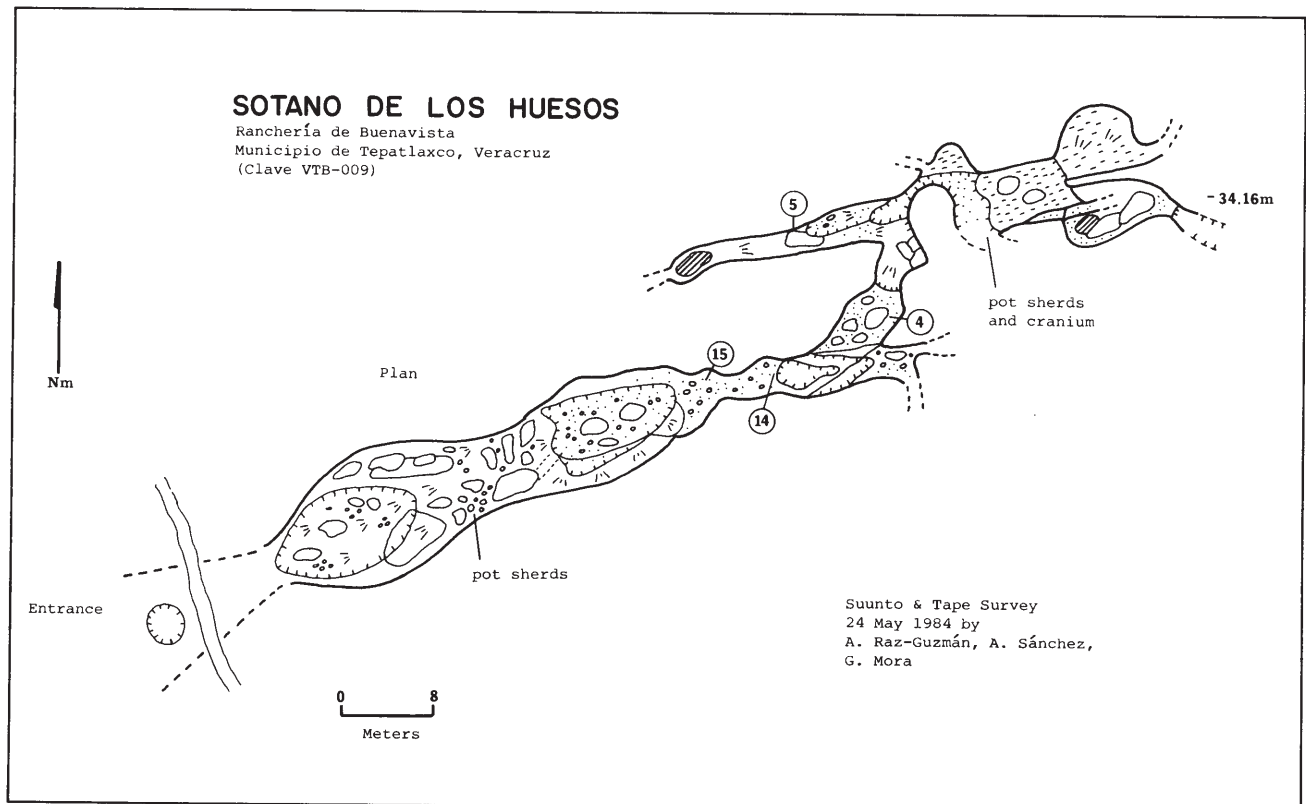 SOTANO DE LOS HUESOS
Ranchería de Buenavista
Municipio de Tepatlaxco, Veracruz
(Clave VTB-009)
5
-34.16m
pot sherds
and cranium
4
15
14
Nm
Plan
pot sherds
Entrance
Suunto & Tape Survey
24 May 1984 by
A. Raz-Guzmán, A. Sánchez,
G. Mora
0 8
Meters